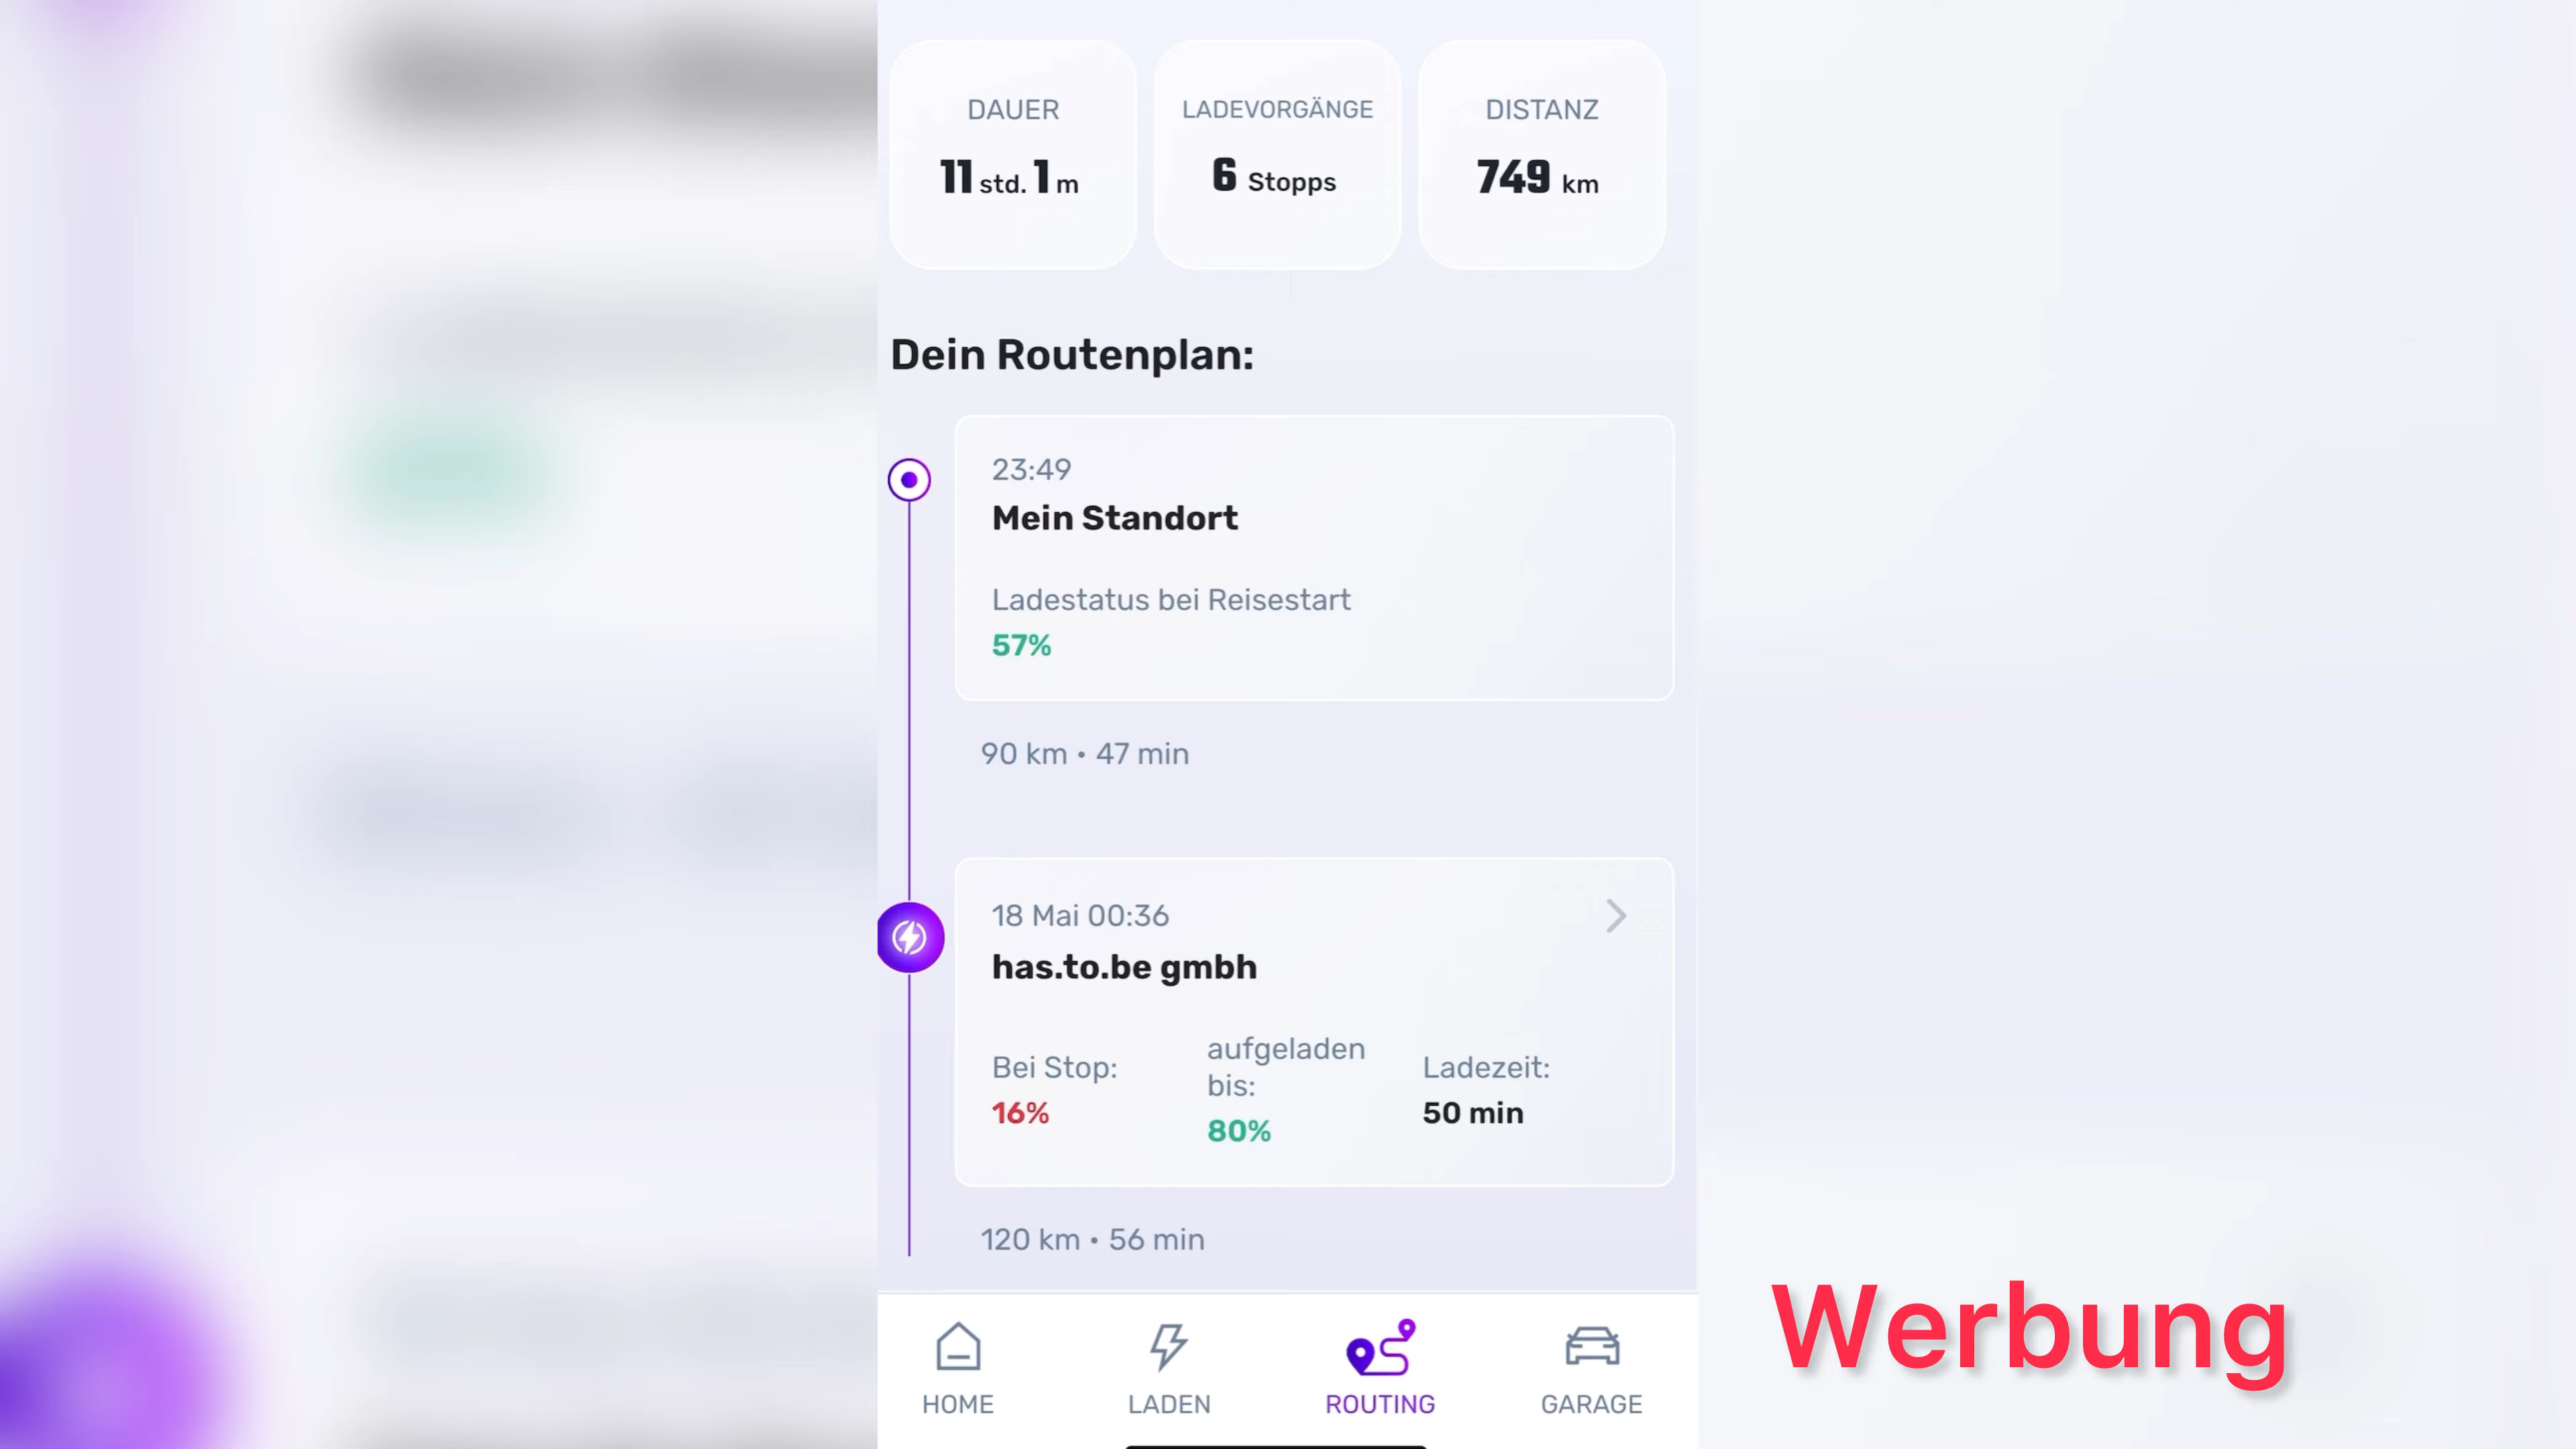 DAUER
11 std. 1 m
LADEVORGÄNGE
6 Stopps
DISTANZ
749 km
Dein Routenplan:
23:49
Mein Standort
Ladestatus bei Reisestart
57%
90 km • 47 min
18 Mai 00:36
has.to.be gmbh
Bei Stop:
16%
aufgeladen
bis:
80%
Ladezeit:
50 min
120 km • 56 min
HOME
LADEN
ROUTING
GARAGE
Werbung